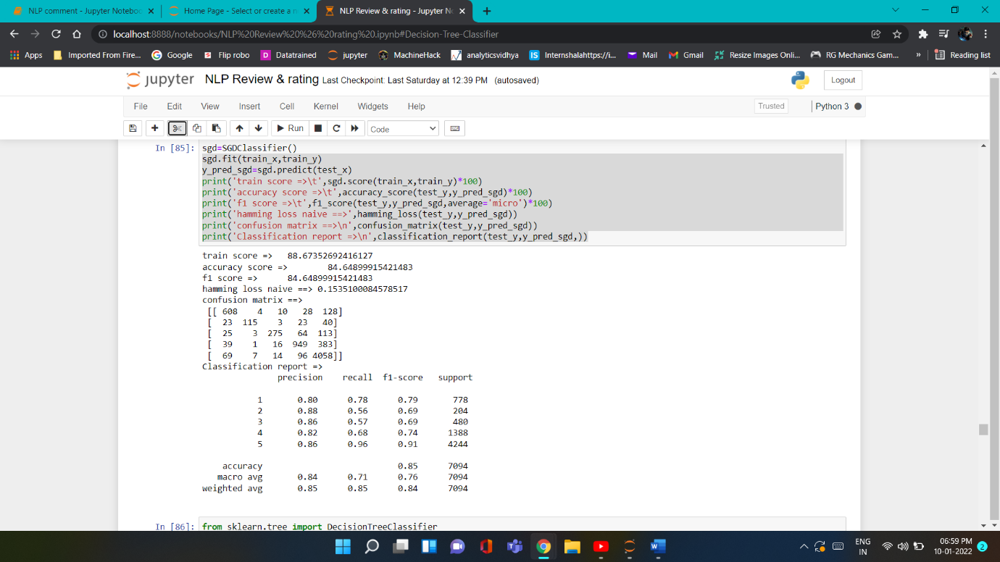 NLP comment - Jupyter Noteboo
Home Page - Select or create a n
NLP Review & rating - Jupyter No
localhost:8888/notebooks/NLP%20Review%20%26%20rating%20.ipynb#Decision-Tree-Classifier
Apps Imported From Fire... Google Flip robo D Datatrained jupyter MachineHack analyticsvidhya IS Internshalahttps://i... Mail Gmail Resize Images Onli... RG Mechanics Gam... » Reading list
jupyter NLP Review & rating Last Checkpoint: Last Saturday at 12:39 PM (autosaved) Logout
File Edit View Insert Cell Kernel Widgets Help Trusted Python 3
Run Code
In [85]: sgd=SGDClassifier()
sgd.fit(train_x,train_y)
y_pred_sgd=sgd.predict(test_x)
print('train score =>\t',sgd.score(train_x,train_y)*100)
print('accuracy score =>\t',accuracy_score(test_y,y_pred_sgd)*100)
print('f1 score =>\t',f1_score(test_y,y_pred_sgd,average='micro')*100)
print('hamming loss naive ==>',hamming_loss(test_y,y_pred_sgd))
print('confusion matrix ==>\n',confusion_matrix(test_y,y_pred_sgd))
print('Classification report =>\n',classification_report(test_y,y_pred_sgd,))
train score => 88.67352692416127
accuracy score => 84.64899915421483
f1 score => 84.64899915421483
hamming loss naive ==> 0.1535100084578517
confusion matrix ==>
[[ 608 4 10 28 128]
[ 23 115 3 23 40]
[ 25 3 275 64 113]
[ 39 1 16 949 383]
[ 69 7 14 96 4058]]
Classification report =>
precision recall f1-score support
1 0.80 0.78 0.79 778
2 0.88 0.56 0.69 204
3 0.86 0.57 0.69 480
4 0.82 0.68 0.74 1388
5 0.86 0.96 0.91 4244
accuracy 0.85 7094
macro avg 0.84 0.71 0.76 7094
weighted avg 0.85 0.85 0.84 7094
In [86]: from sklearn.tree import DecisionTreeClassifier
ENG 06:59 PM
IN 10-01-2022 2